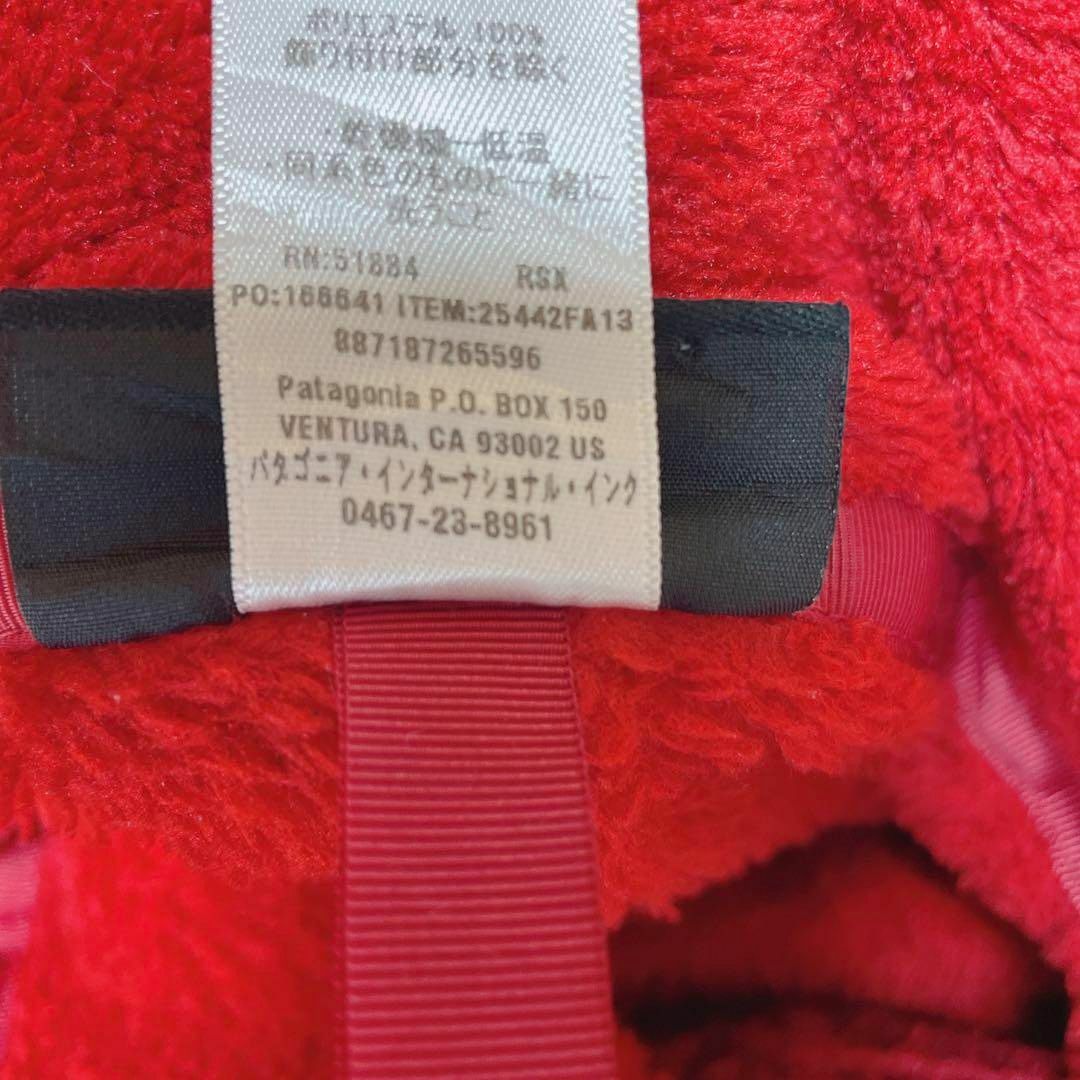 ポリエステル 100%
飾り付け部分を除く
・乾燥機－低温
・同系色のものと一緒に
洗うこと
RN:51884 RSX
PO:166641 ITEM:25442FA13
887187265596
Patagonia P.O. BOX 150
VENTURA, CA 93002 US
パタゴニア・インターナショナル・インク
0467-23-8961